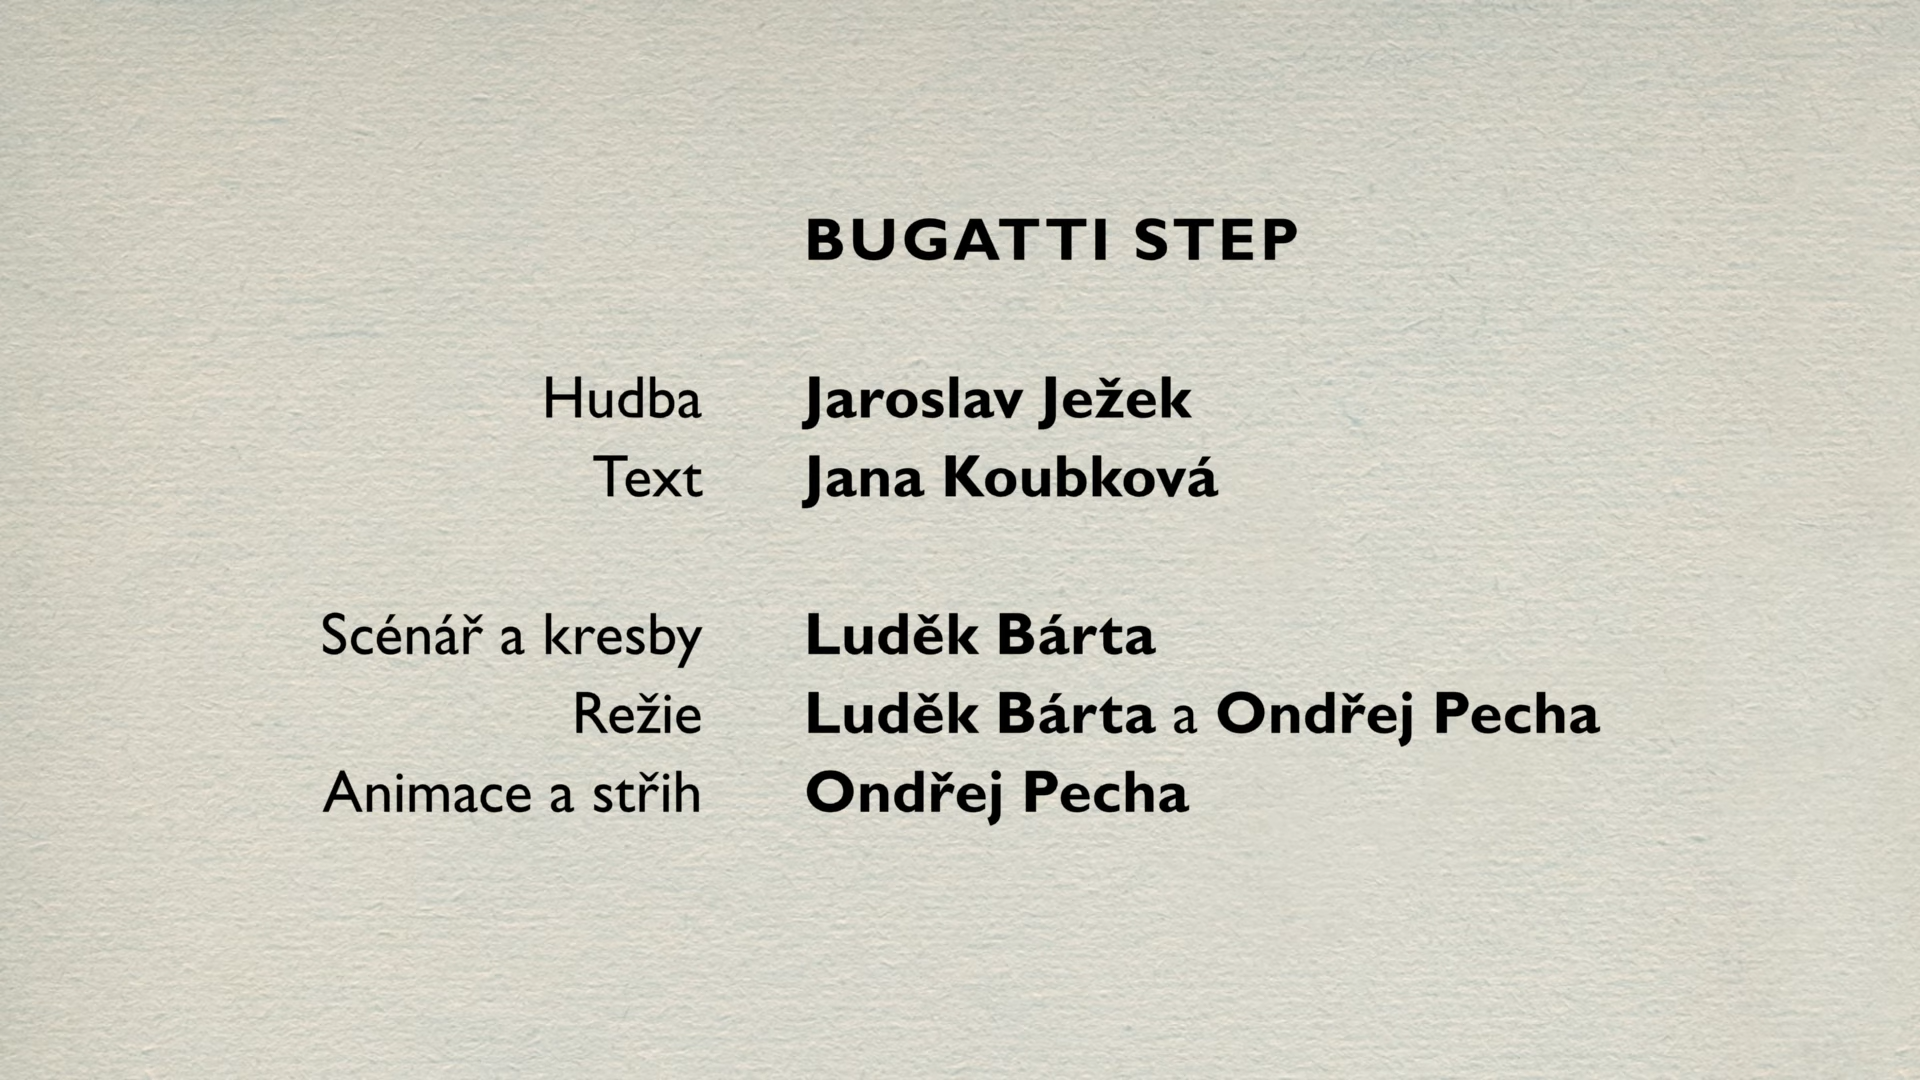 BUGATTI STEP
Hudba Jaroslav Ježek
Text Jana Koubková
Scénář a kresby Luděk Bárta
Režie Luděk Bárta a Ondřej Pecha
Animace a střih Ondřej Pecha